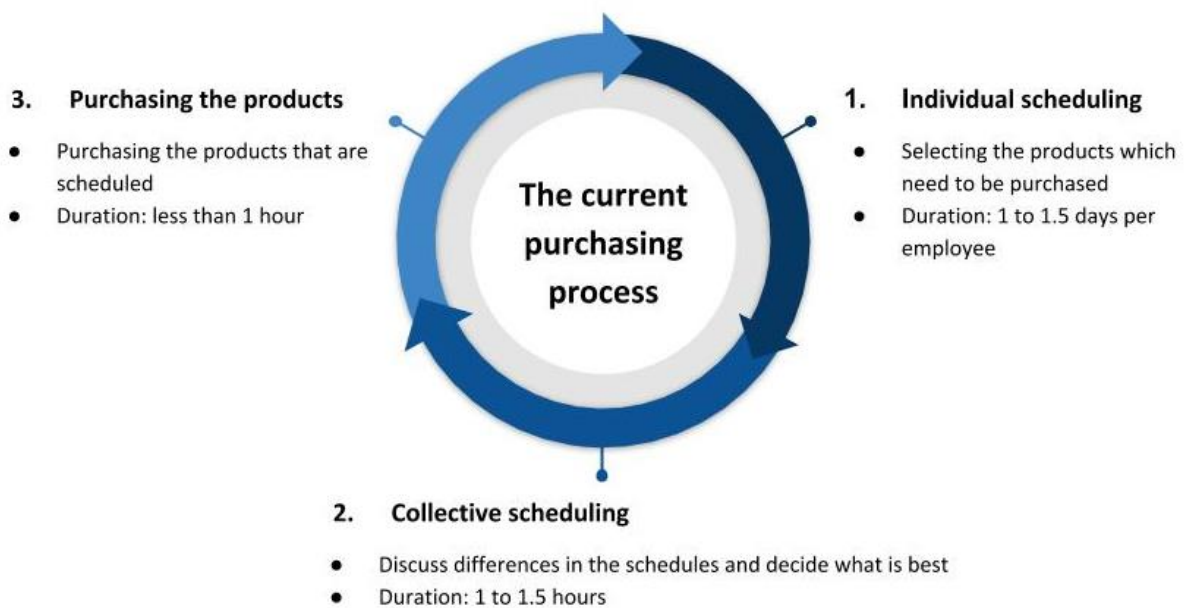 The current
purchasing
process
1. Individual scheduling
● Selecting the products which
need to be purchased
● Duration: 1 to 1.5 days per
employee
2. Collective scheduling
● Discuss differences in the schedules and decide what is best
● Duration: 1 to 1.5 hours
3. Purchasing the products
● Purchasing the products that are
scheduled
● Duration: less than 1 hour